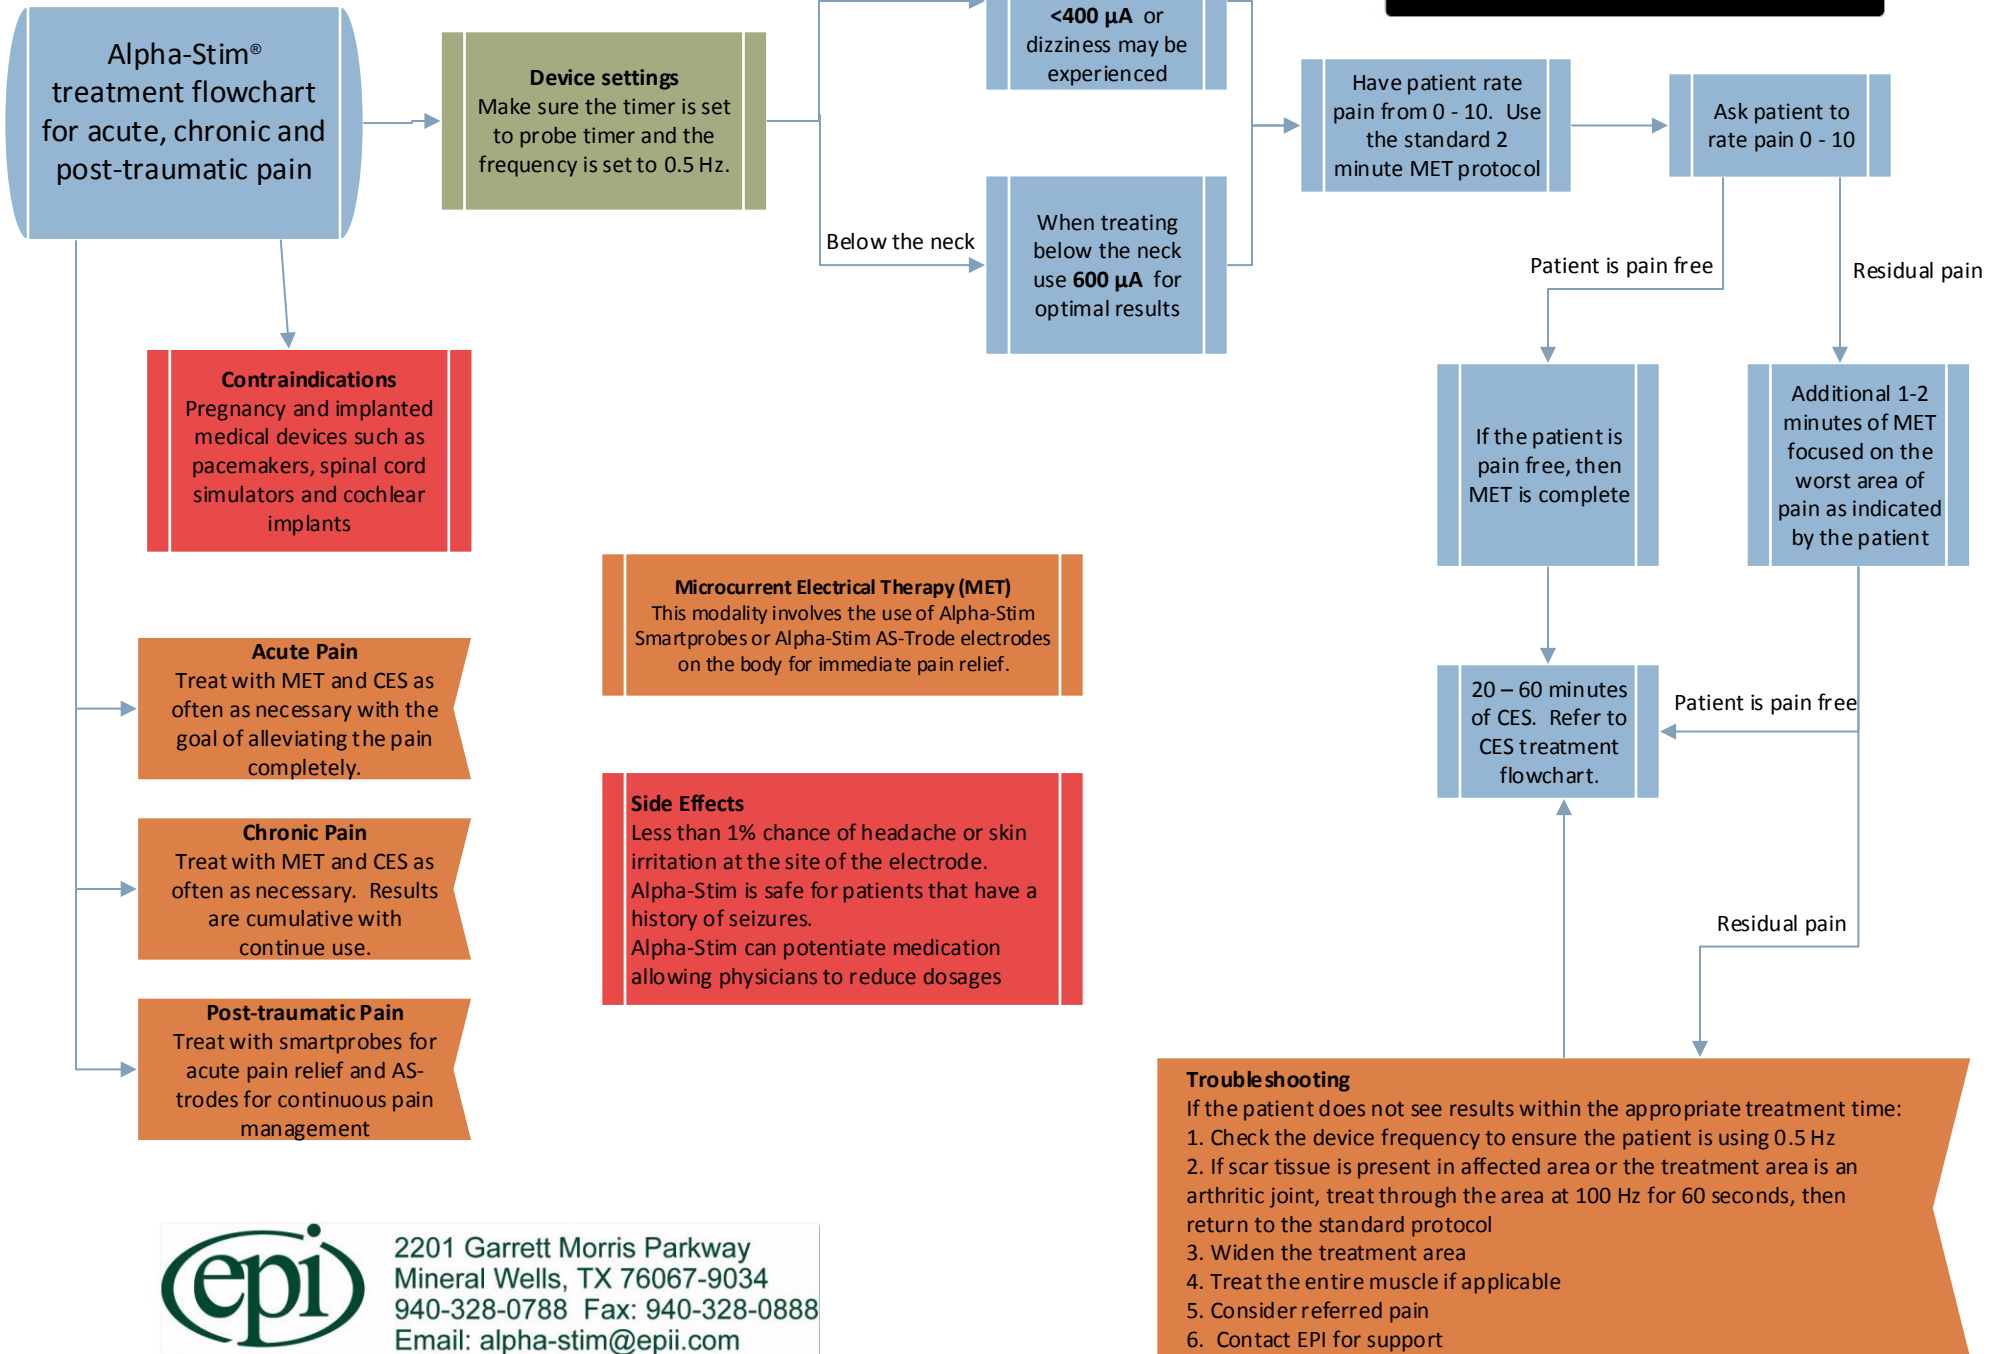 Alpha-Stim®
treatment flowchart
for acute, chronic and
post-traumatic pain
Device settings
Make sure the timer is set
to probe timer and the
frequency is set to 0.5 Hz.
<400 µA or
dizziness may be
experienced
Below the neck
When treating
below the neck
use 600 µA for
optimal results
Have patient rate
pain from 0 - 10. Use
the standard 2
minute MET protocol
Ask patient to
rate pain 0 - 10
Patient is pain free
Residual pain
If the patient is
pain free, then
MET is complete
Additional 1-2
minutes of MET
focused on the
worst area of
pain as indicated
by the patient
Patient is pain free
20 – 60 minutes
of CES. Refer to
CES treatment
flowchart.
Residual pain
Contraindications
Pregnancy and implanted
medical devices such as
pacemakers, spinal cord
simulators and cochlear
implants
Microcurrent Electrical Therapy (MET)
This modality involves the use of Alpha-Stim
Smartprobes or Alpha-Stim AS-Trode electrodes
on the body for immediate pain relief.
Acute Pain
Treat with MET and CES as
often as necessary with the
goal of alleviating the pain
completely.
Chronic Pain
Treat with MET and CES as
often as necessary. Results
are cumulative with
continue use.
Post-traumatic Pain
Treat with smartprobes for
acute pain relief and AS-
trodes for continuous pain
management
Side Effects
Less than 1% chance of headache or skin
irritation at the site of the electrode.
Alpha-Stim is safe for patients that have a
history of seizures.
Alpha-Stim can potentiate medication
allowing physicians to reduce dosages
Troubleshooting
If the patient does not see results within the appropriate treatment time:
1. Check the device frequency to ensure the patient is using 0.5 Hz
2. If scar tissue is present in affected area or the treatment area is an
arthritic joint, treat through the area at 100 Hz for 60 seconds, then
return to the standard protocol
3. Widen the treatment area
4. Treat the entire muscle if applicable
5. Consider referred pain
6. Contact EPI for support
epi
2201 Garrett Morris Parkway
Mineral Wells, TX 76067-9034
940-328-0788 Fax: 940-328-0888
Email: alpha-stim@epii.com